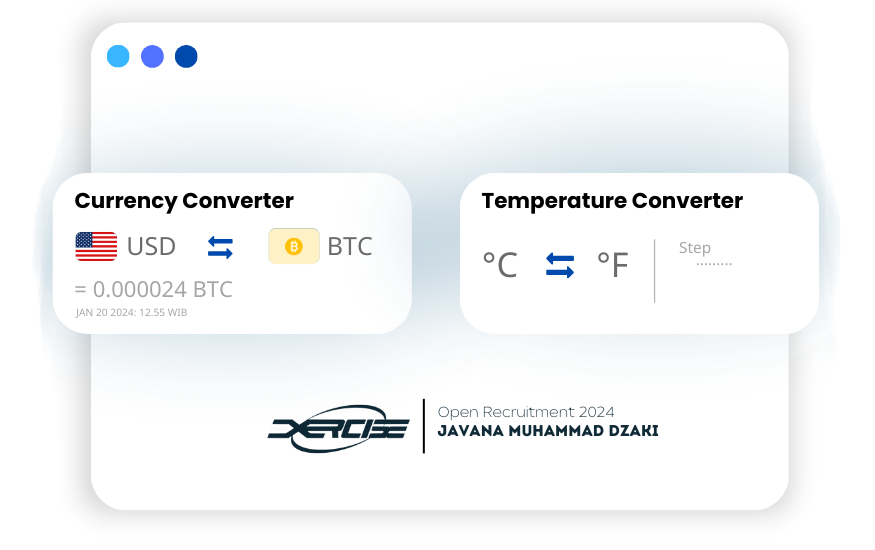 Currency Converter
USD BTC
= 0.000024 BTC
JAN 20 2024: 12.55 WIB
Temperature Converter
°C °F
Step
EXERCISE
Open Recruitment 2024
JAVANA MUHAMMAD DZAKI